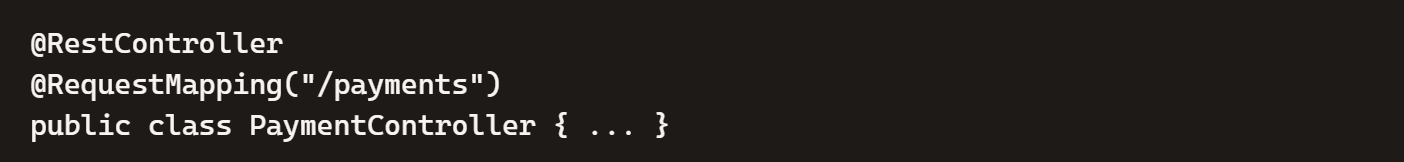 @RestController
@RequestMapping("/payments")
public class PaymentController { ... }